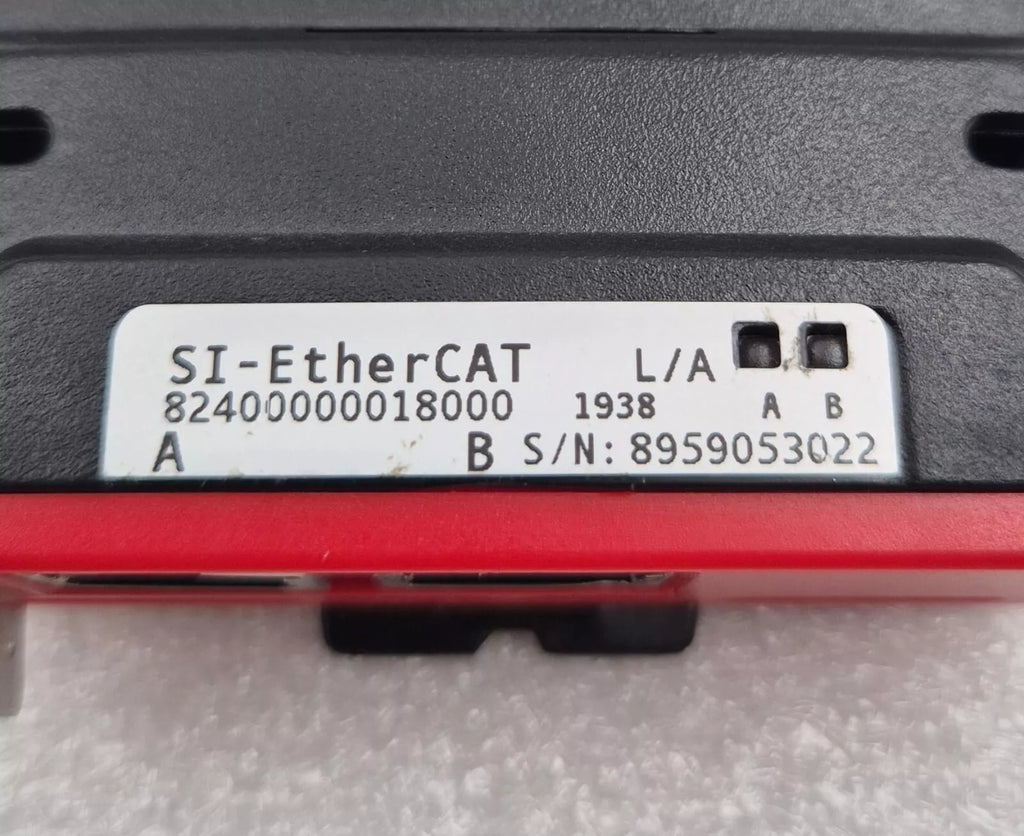 SI-EtherCAT L/A
82400000018000 1938 A B
A B S/N: 8959053022